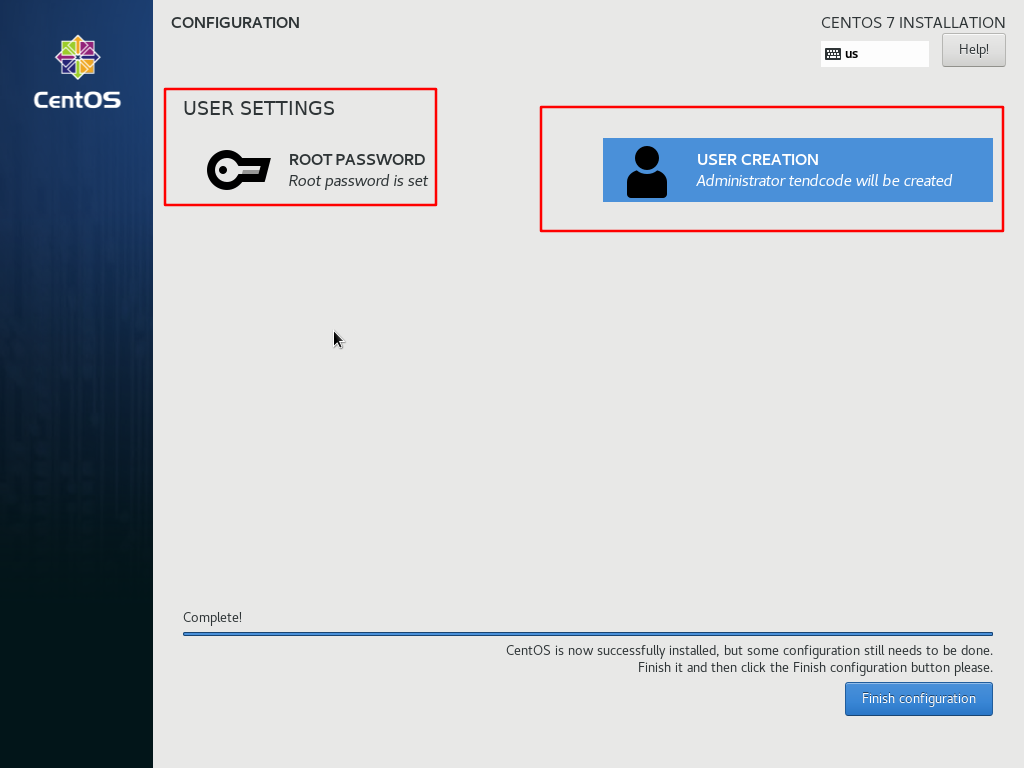 CentOS
CONFIGURATION
CENTOS 7 INSTALLATION
us
Help!
USER SETTINGS
ROOT PASSWORD
Root password is set
USER CREATION
Administrator tendcode will be created
Complete!
CentOS is now successfully installed, but some configuration still needs to be done.
Finish it and then click the Finish configuration button please.
Finish configuration